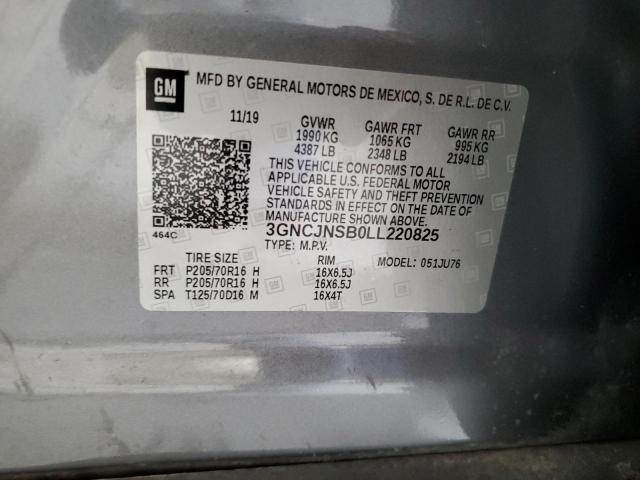 GM
MFD BY GENERAL MOTORS DE MEXICO, S. DE R.L. DE C.V.
11/19 GVWR GAWR FRT GAWR RR
1990 KG 1065 KG 995 KG
4387 LB 2348 LB 2194 LB
THIS VEHICLE CONFORMS TO ALL
APPLICABLE U.S. FEDERAL MOTOR
VEHICLE SAFETY AND THEFT PREVENTION
STANDARDS IN EFFECT ON THE DATE OF
MANUFACTURE SHOWN ABOVE.
464C 3GNCJNSB0LL220825
TYPE: M.P.V. MODEL: 051JU76
TIRE SIZE RIM
FRT P205/70R16 H 16X6.5J
RR P205/70R16 H 16X6.5J
SPA T125/70D16 M 16X4T